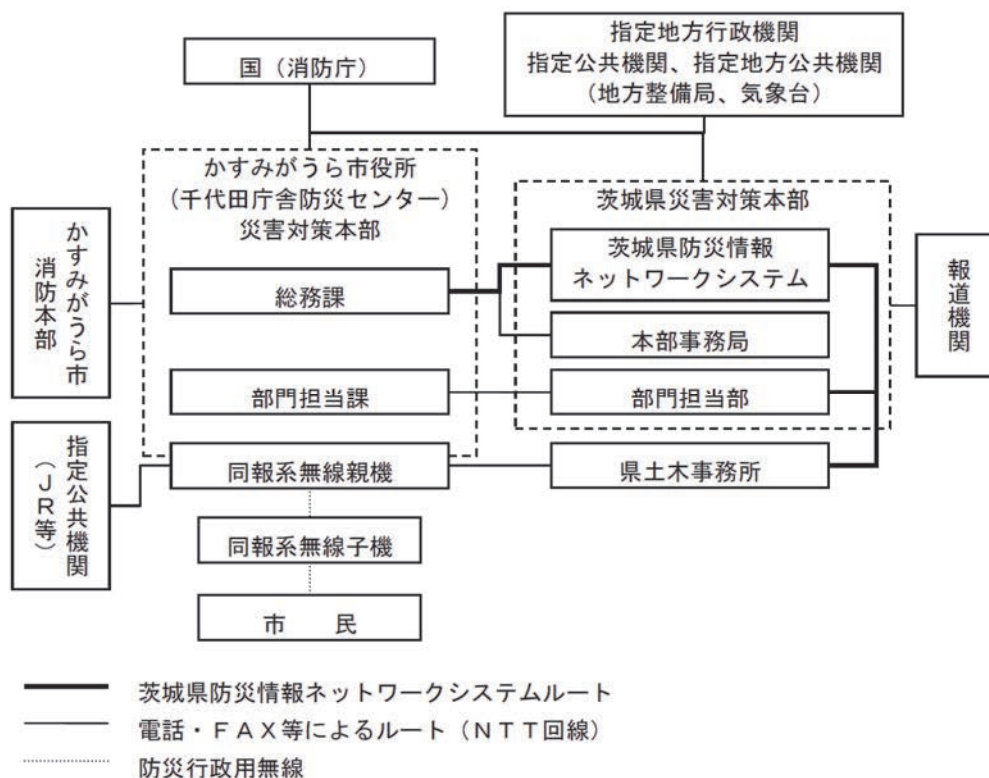 国（消防庁）
指定地方行政機関
指定公共機関、指定地方公共機関
（地方整備局、気象台）
かすみがうら市役所
（千代田庁舎防災センター）
災害対策本部
茨城県災害対策本部
かすみがうら市
消防本部
総務課
茨城県防災情報
ネットワークシステム
報道機関
本部事務局
部門担当課
部門担当部
指定公共機関
（ＪＲ等）
同報系無線親機
県土木事務所
同報系無線子機
市　　民
茨城県防災情報ネットワークシステムルート
電話・ＦＡＸ等によるルート（ＮＴＴ回線）
防災行政用無線